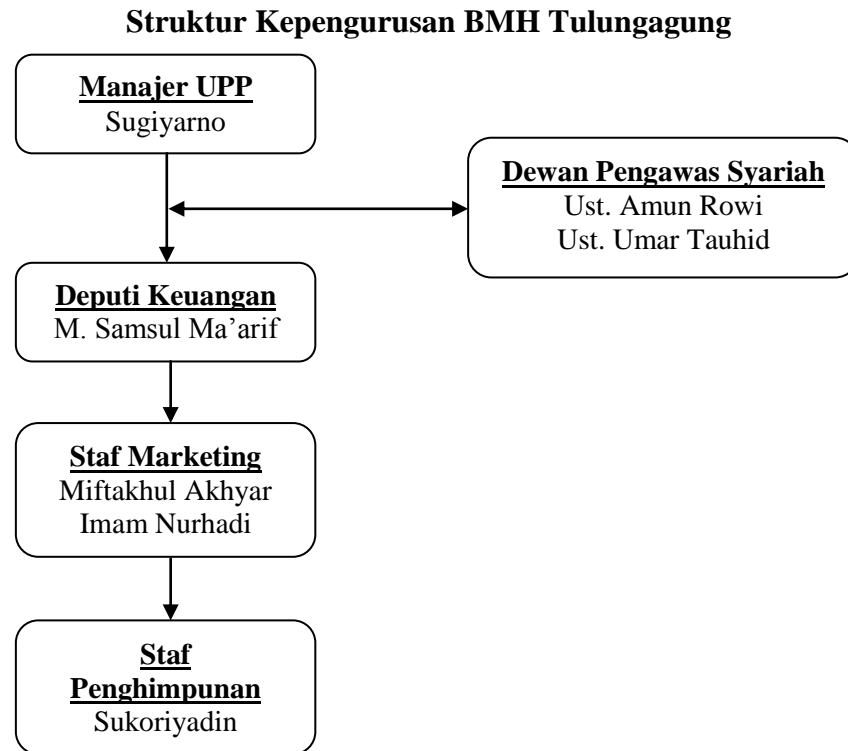 Struktur Kepengurusan BMH Tulungagung
Manajer UPP
Sugiyarno
Dewan Pengawas Syariah
Ust. Amun Rowi
Ust. Umar Tauhid
Deputi Keuangan
M. Samsul Ma’arif
Staf Marketing
Miftakhul Akhyar
Imam Nurhadi
Staf
Penghimpunan
Sukoriyadin